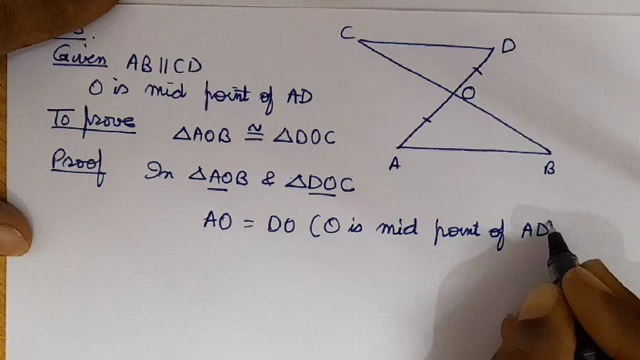 Given AB || CD
O is mid point of AD
To prove △AOB ≅ △DOC
Proof In △AOB & △DOC
AO = DO (O is mid point of AD
C
D
O
A
B